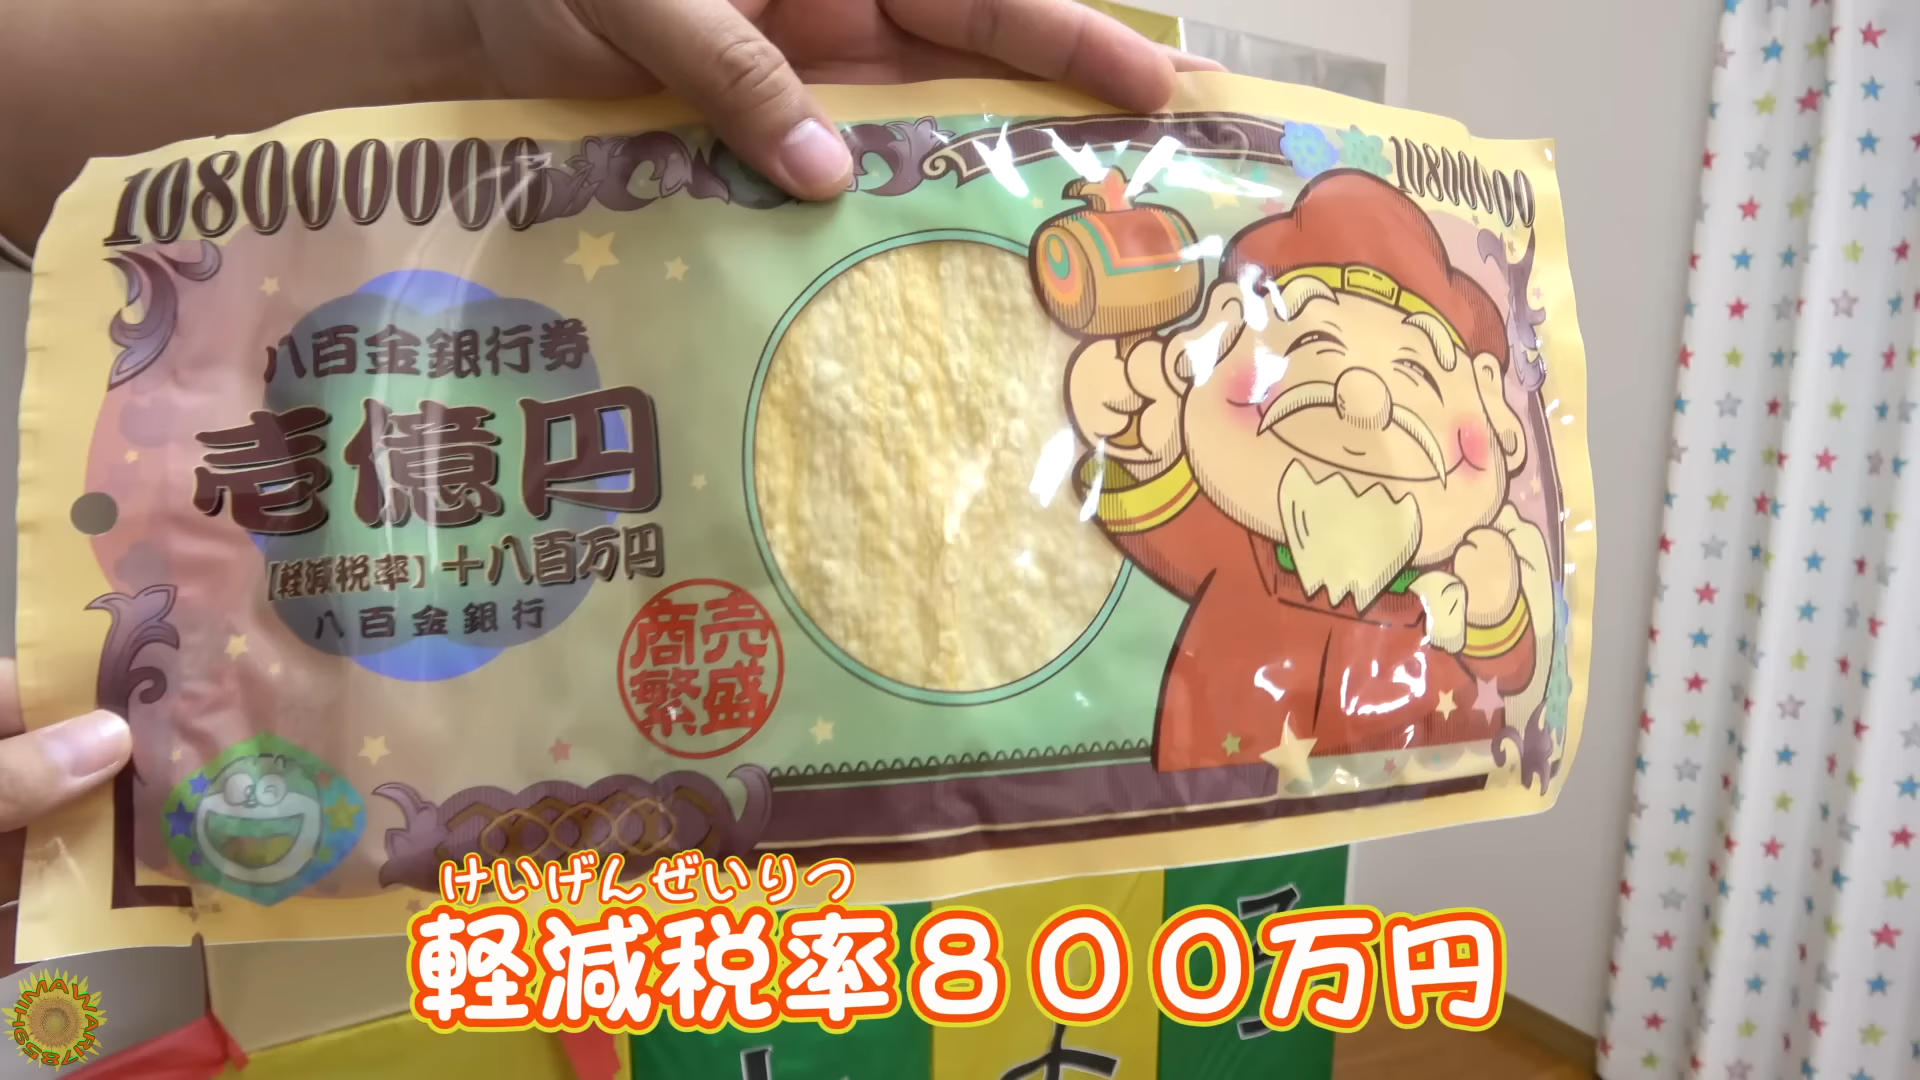 108000000
108000000
八百金銀行券
壱億円
【軽減税率】+八百万円
八百金銀行
商売
繁盛
けいげんぜいりつ
軽減税率800万円
HIMAWARI7859